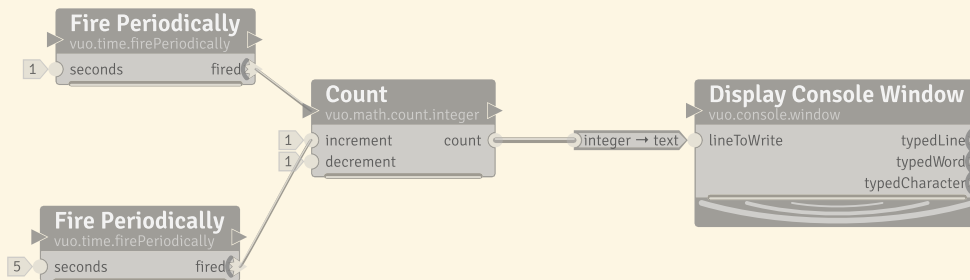 Fire Periodically
vuo.time.firePeriodically
1 seconds fired
Count
vuo.math.count.integer
1 increment count
1 decrement
integer → text
Display Console Window
vuo.console.window
lineToWrite typedLine
typedWord
typedCharacter
Fire Periodically
vuo.time.firePeriodically
5 seconds fired